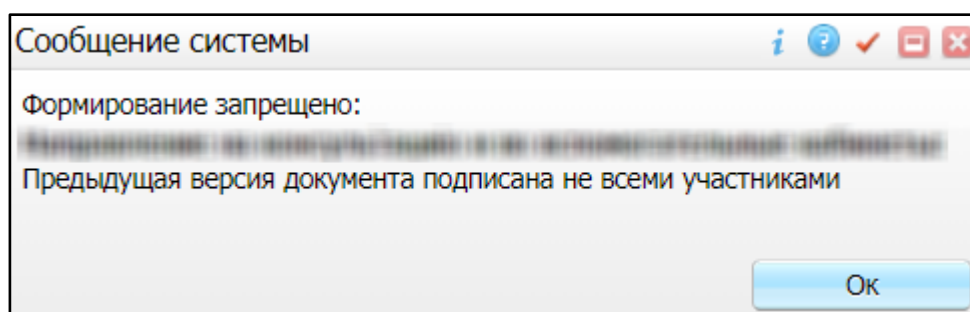 Сообщение системы
Формирование запрещено:
Предыдущая версия документа подписана не всеми участниками
Ок